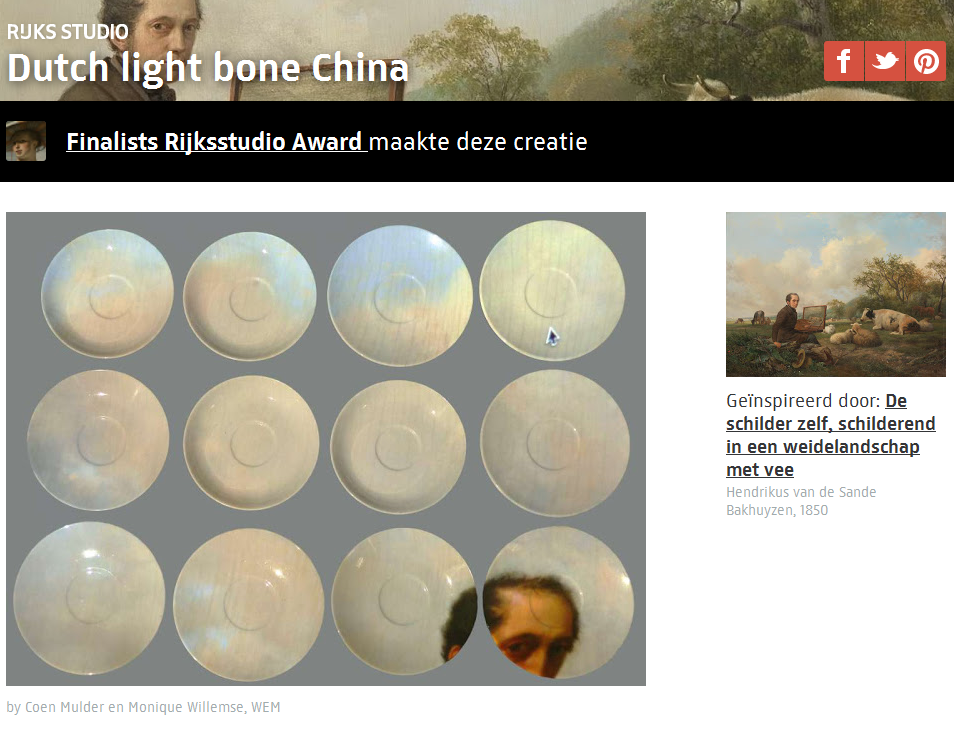 RIJKS STUDIO
Dutch light bone China
Finalists Rijksstudio Award maakte deze creatie
Geïnspireerd door: De
schilder zelf, schilderend
in een weidelandschap
met vee
Hendrikus van de Sande
Bakhuyzen, 1850
by Coen Mulder en Monique Willemse, WEM